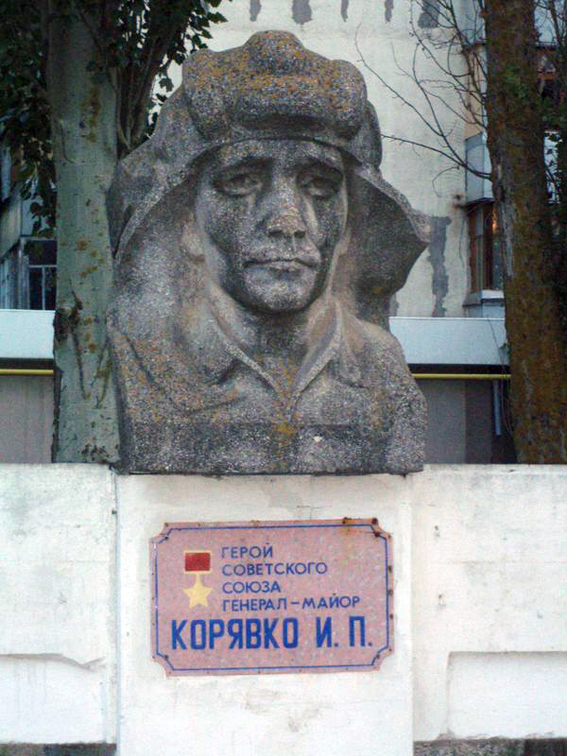 ГЕРОЙ
СОВЕТСКОГО
СОЮЗА
ГЕНЕРАЛ-МАЙОР
КОРЯВКО И. П.